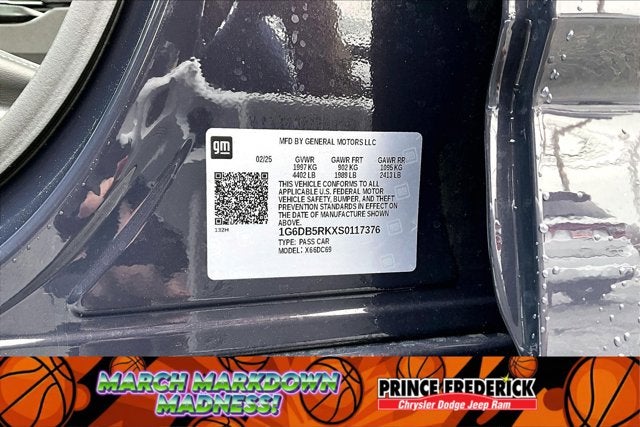 gm
MFD BY GENERAL MOTORS LLC
02/25 GVWR GAWR FRT GAWR RR
1997 KG 902 KG 1095 KG
4402 LB 1989 LB 2413 LB
THIS VEHICLE CONFORMS TO ALL
APPLICABLE U.S. FEDERAL MOTOR
VEHICLE SAFETY, BUMPER, AND THEFT
PREVENTION STANDARDS IN EFFECT ON
THE DATE OF MANUFACTURE SHOWN
ABOVE.
1G6DB5RKXS0117376
TYPE: PASS CAR
MODEL: X66DC69
MARCH MARKDOWN
MADNESS!
PRINCE FREDERICK
Chrysler Dodge Jeep Ram